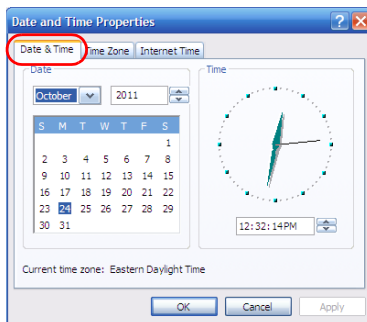 Date and Time Properties
Date & Time Time Zone Internet Time
Date Time
October 2011
S M T W T F S
1
2 3 4 5 6 7 8
9 10 11 12 13 14 15
16 17 18 19 20 21 22
23 24 25 26 27 28 29
30 31
12:32:14 PM
Current time zone: Eastern Daylight Time
OK Cancel Apply